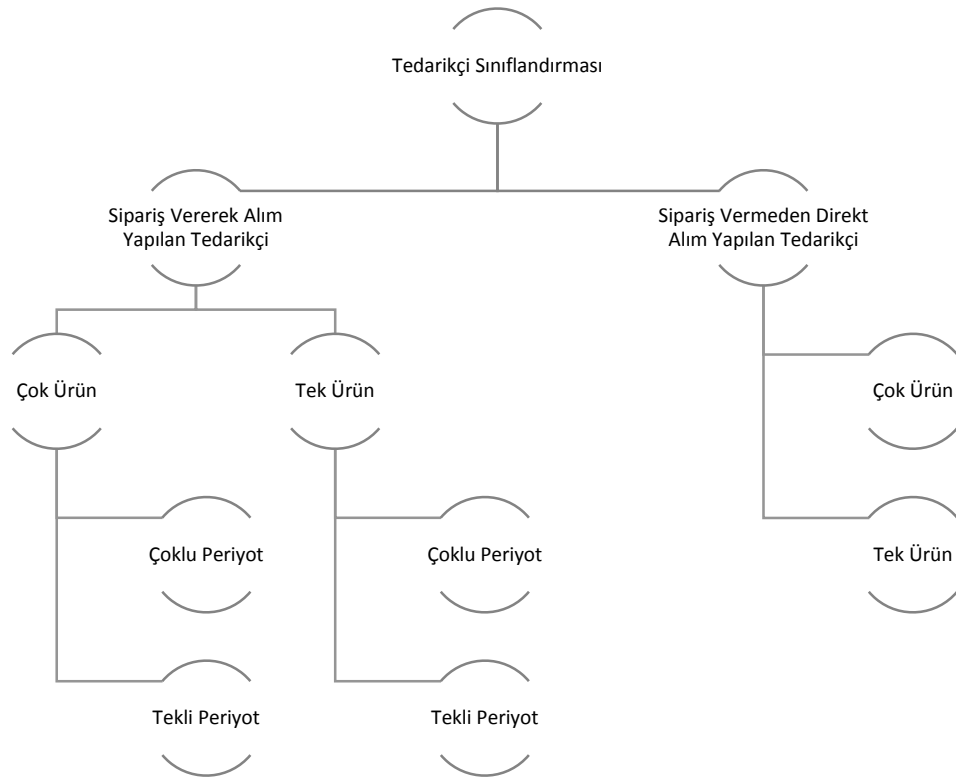 Tedarikçi Sınıflandırması
Sipariş Vererek Alım
Yapılan Tedarikçi
Sipariş Vermeden Direkt
Alım Yapılan Tedarikçi
Çok Ürün
Tek Ürün
Çok Ürün
Çoklu Periyot
Çoklu Periyot
Tek Ürün
Tekli Periyot
Tekli Periyot